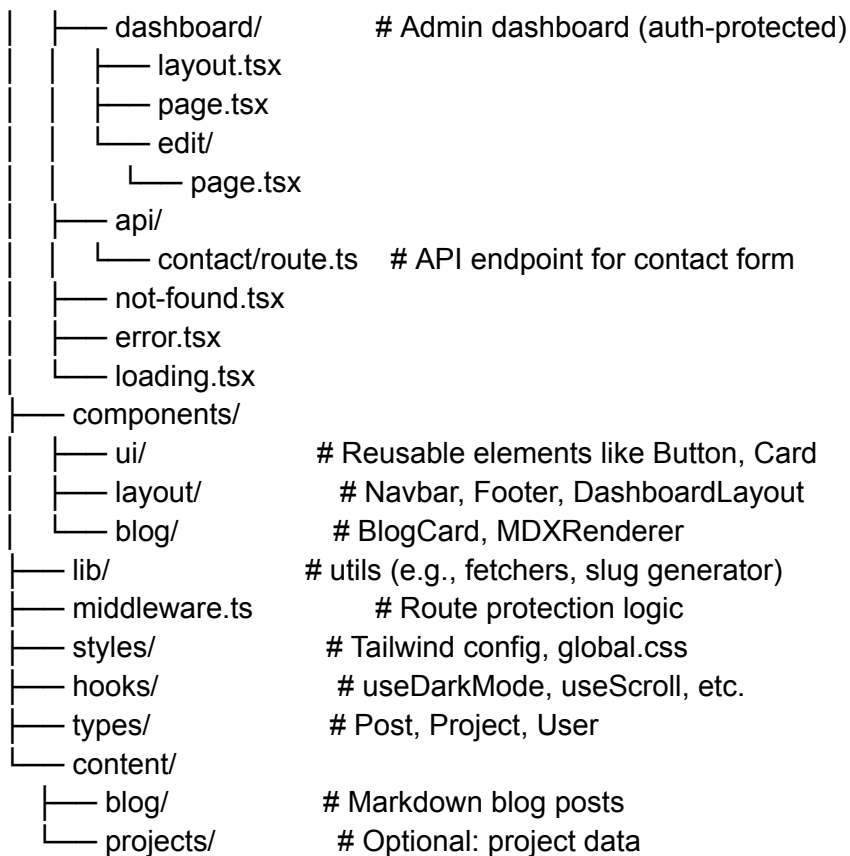 │   ├── dashboard/             # Admin dashboard (auth-protected)
│   │   ├── layout.tsx
│   │   ├── page.tsx
│   │   └── edit/
│   │       └── page.tsx
│   ├── api/
│   │   └── contact/route.ts   # API endpoint for contact form
│   ├── not-found.tsx
│   ├── error.tsx
│   └── loading.tsx
├── components/
│   ├── ui/                # Reusable elements like Button, Card
│   ├── layout/                # Navbar, Footer, DashboardLayout
│   └── blog/                # BlogCard, MDXRenderer
├── lib/                # utils (e.g., fetchers, slug generator)
├── middleware.ts             # Route protection logic
├── styles/                # Tailwind config, global.css
├── hooks/                # useDarkMode, useScroll, etc.
├── types/                # Post, Project, User
└── content/
    ├── blog/                # Markdown blog posts
    └── projects/             # Optional: project data